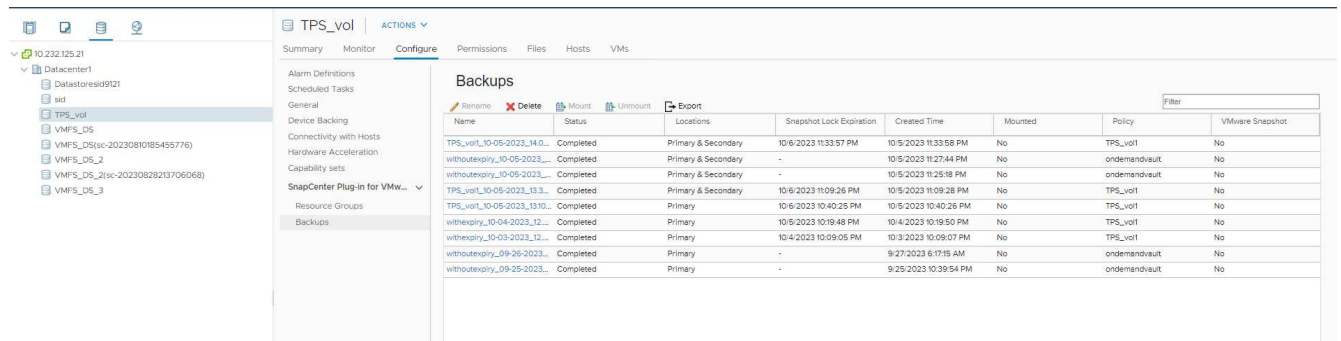 TPS_vol ACTIONS
Summary Monitor Configure Permissions Files Hosts VMs
10.232.125.21
Datacenter1
Datastoresid9121
sid
TPS_vol
VMFS_DS
VMFS_DS(sc-20230810185455776)
VMFS_DS_2
VMFS_DS_2(sc-20230828213706068)
VMFS_DS_3
Alarm Definitions
Scheduled Tasks
General
Device Backing
Connectivity with Hosts
Hardware Acceleration
Capability sets
SnapCenter Plug-in for VMw...
Resource Groups
Backups
Backups
Rename Delete Mount Unmount Export Filter
Name Status Locations Snapshot Lock Expiration Created Time Mounted Policy VMware Snapshot
TPS_vol1_10-05-2023_14.0... Completed Primary & Secondary 10/6/2023 11:33:57 PM 10/5/2023 11:33:58 PM No TPS_vol1 No
withoutexpiry_10-05-2023_... Completed Primary & Secondary - 10/5/2023 11:27:44 PM No ondemandvault No
withoutexpiry_10-05-2023_... Completed Primary & Secondary - 10/5/2023 11:25:18 PM No ondemandvault No
TPS_vol1_10-05-2023_13.3... Completed Primary & Secondary 10/6/2023 11:09:26 PM 10/5/2023 11:09:28 PM No TPS_vol1 No
TPS_vol1_10-05-2023_13.10... Completed Primary 10/6/2023 10:40:25 PM 10/5/2023 10:40:26 PM No TPS_vol1 No
withexpiry_10-04-2023_12.... Completed Primary 10/5/2023 10:19:48 PM 10/4/2023 10:19:50 PM No TPS_vol1 No
withexpiry_10-03-2023_12.... Completed Primary 10/4/2023 10:09:05 PM 10/3/2023 10:09:07 PM No TPS_vol1 No
withoutexpiry_09-26-2023... Completed Primary - 9/27/2023 6:17:15 AM No ondemandvault No
withoutexpiry_09-25-2023... Completed Primary - 9/25/2023 10:39:54 PM No ondemandvault No